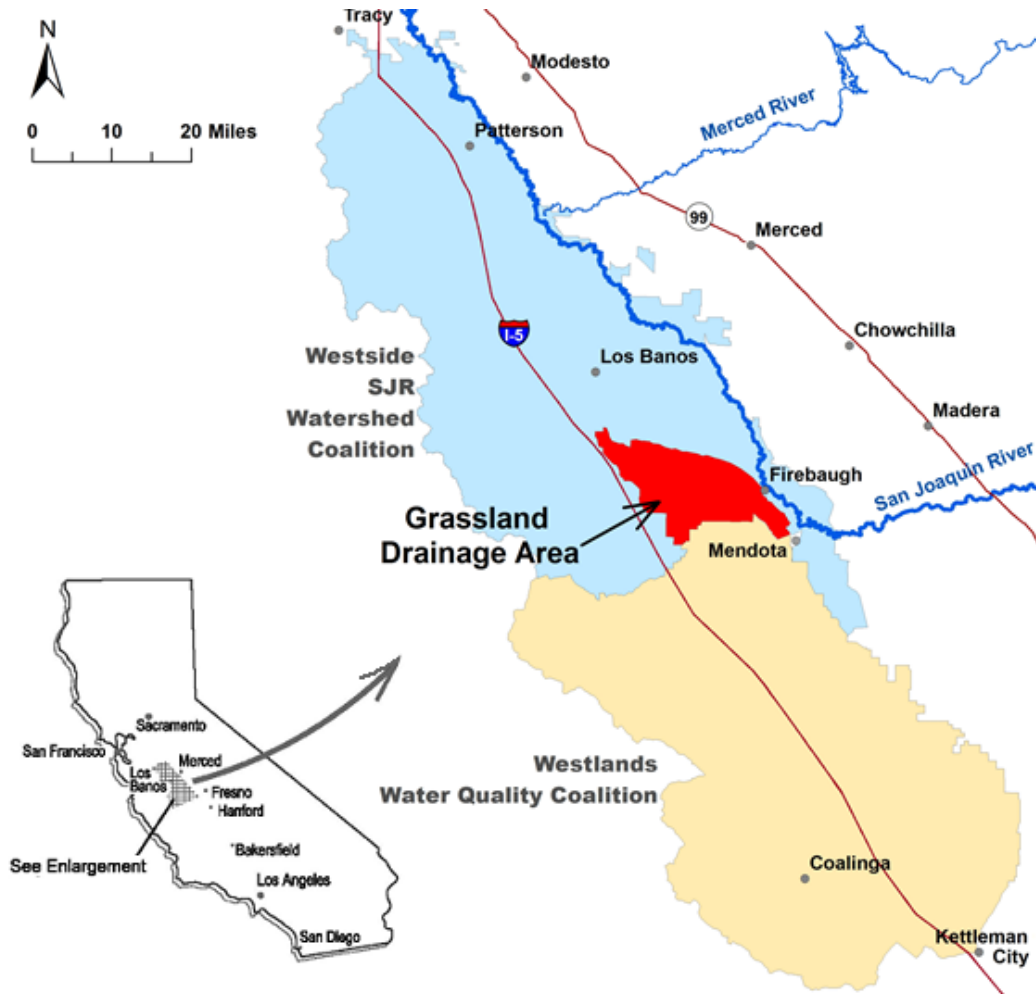 Tracy
N
Modesto
0 10 20 Miles
Merced River
Patterson
99
Merced
I-5
Chowchilla
Westside
SJR
Watershed
Coalition
Los Banos
Madera
Firebaugh
San Joaquin River
Grassland
Drainage Area
Mendota
Sacramento
San Francisco
Merced
Los
Banos
Fresno
Hanford
See Enlargement
Bakersfield
Los Angeles
San Diego
Westlands
Water Quality Coalition
Coalinga
Kettleman
City